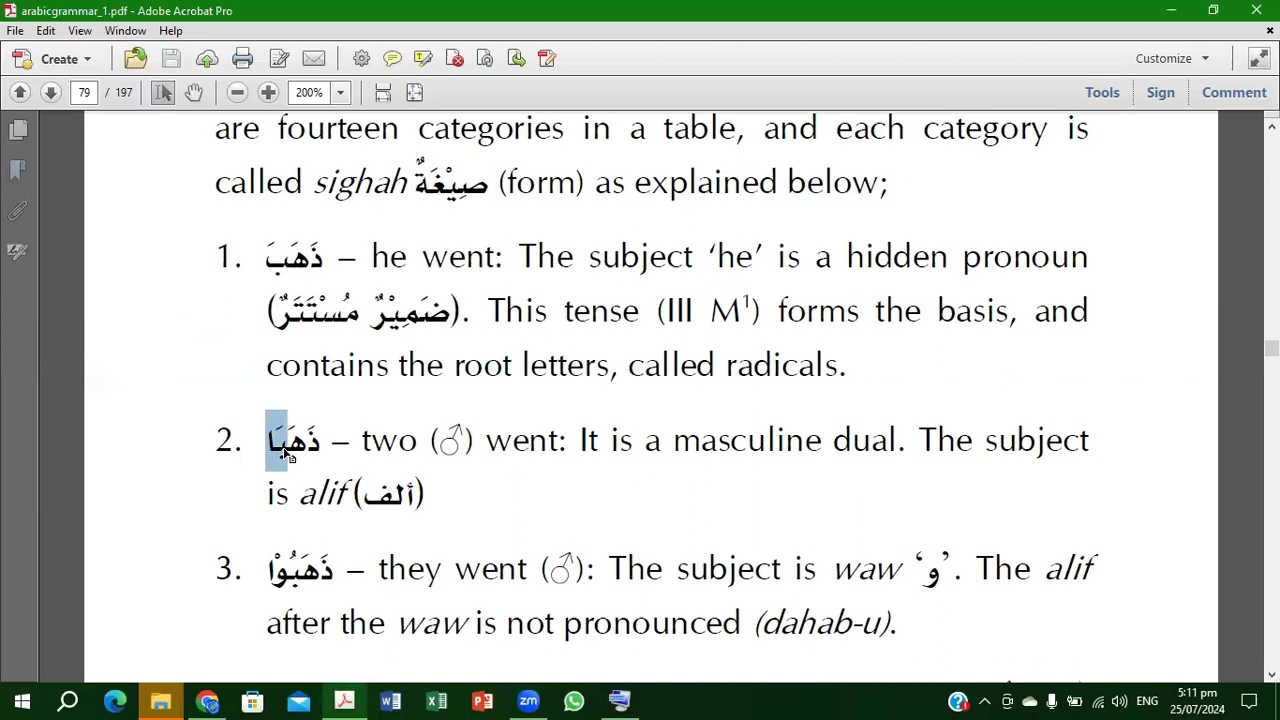 arabicgrammar_1.pdf - Adobe Acrobat Pro
File Edit View Window Help
Create Customize
79 / 197 200% Tools Sign Comment
are fourteen categories in a table, and each category is
called sighah صِيْغَةٌ (form) as explained below;
1. ذَهَبَ – he went: The subject ‘he’ is a hidden pronoun
(ضَمِيْرٌ مُسْتَتَرٌ). This tense (III M¹) forms the basis, and
contains the root letters, called radicals.
2. ذَهَبَا – two (♂) went: It is a masculine dual. The subject
is alif (ألف)
3. ذَهَبُوْا – they went (♂): The subject is waw ‘و’. The alif
after the waw is not pronounced (dahab-u).
ENG 5:11 pm
25/07/2024